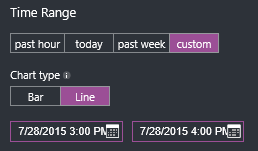 Time Range
past hour today past week custom
Chart type
Bar Line
7/28/2015 3:00 PM 7/28/2015 4:00 PM